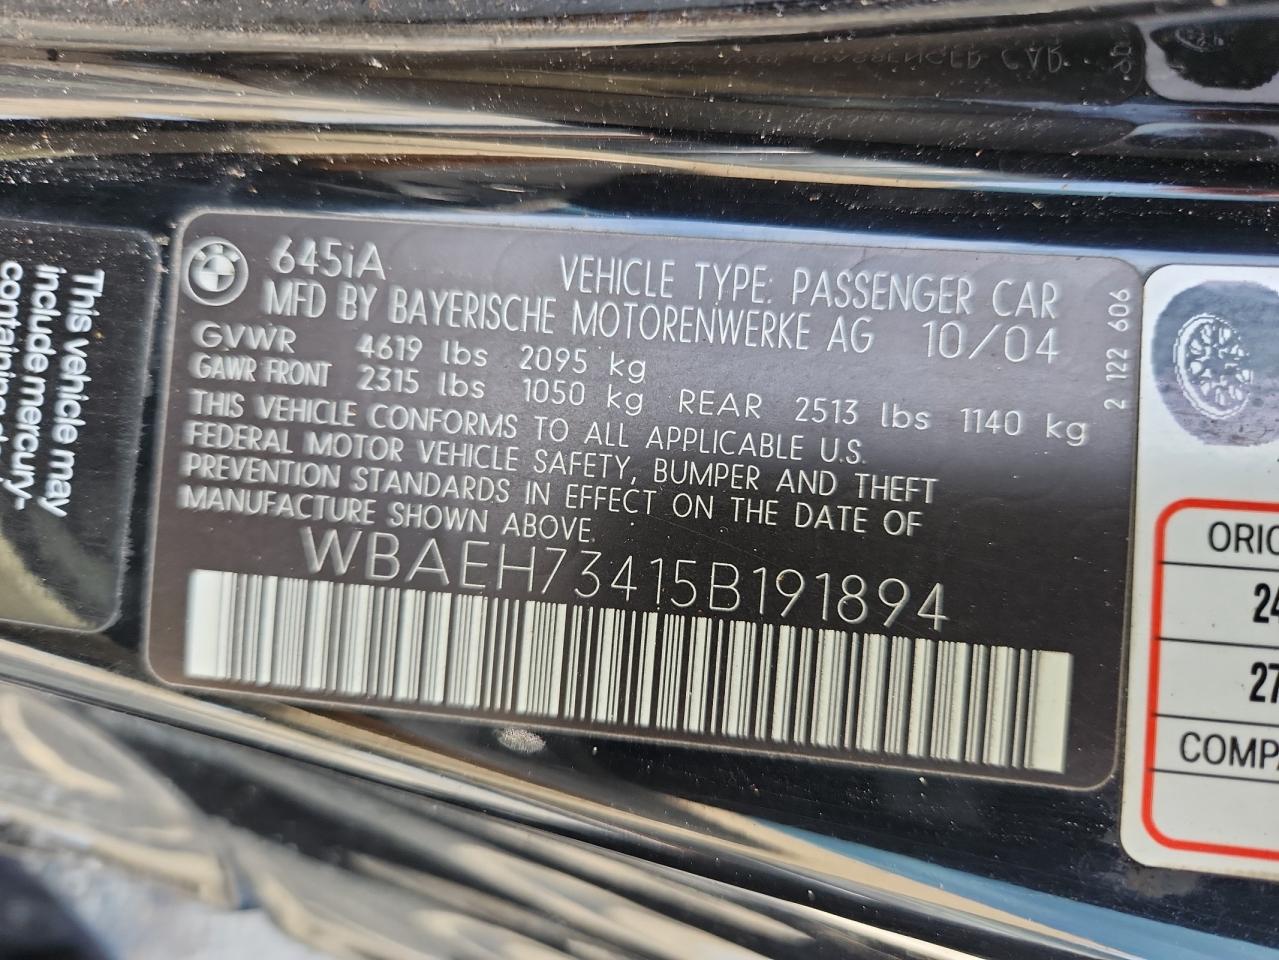 This vehicle may
include mercury-
645iA
VEHICLE TYPE: PASSENGER CAR
MFD BY BAYERISCHE MOTORENWERKE AG 10/04
GVWR 4619 lbs 2095 kg
GAWR FRONT 2315 lbs 1050 kg REAR 2513 lbs 1140 kg
THIS VEHICLE CONFORMS TO ALL APPLICABLE U.S.
FEDERAL MOTOR VEHICLE SAFETY, BUMPER AND THEFT
PREVENTION STANDARDS IN EFFECT ON THE DATE OF
MANUFACTURE SHOWN ABOVE.
WBAEH73415B191894
2 122 606
24
27